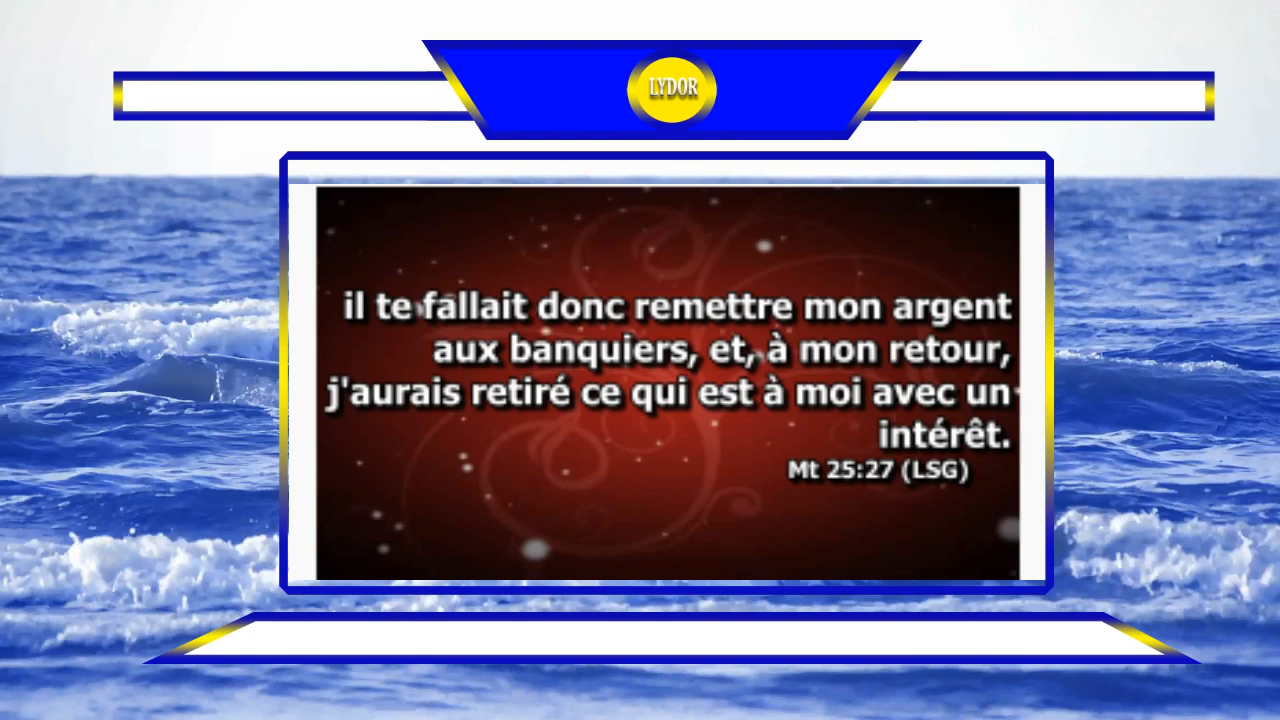 LYDOR
il te fallait donc remettre mon argent
aux banquiers, et, à mon retour,
j'aurais retiré ce qui est à moi avec un
intérêt.
Mt 25:27 (LSG)